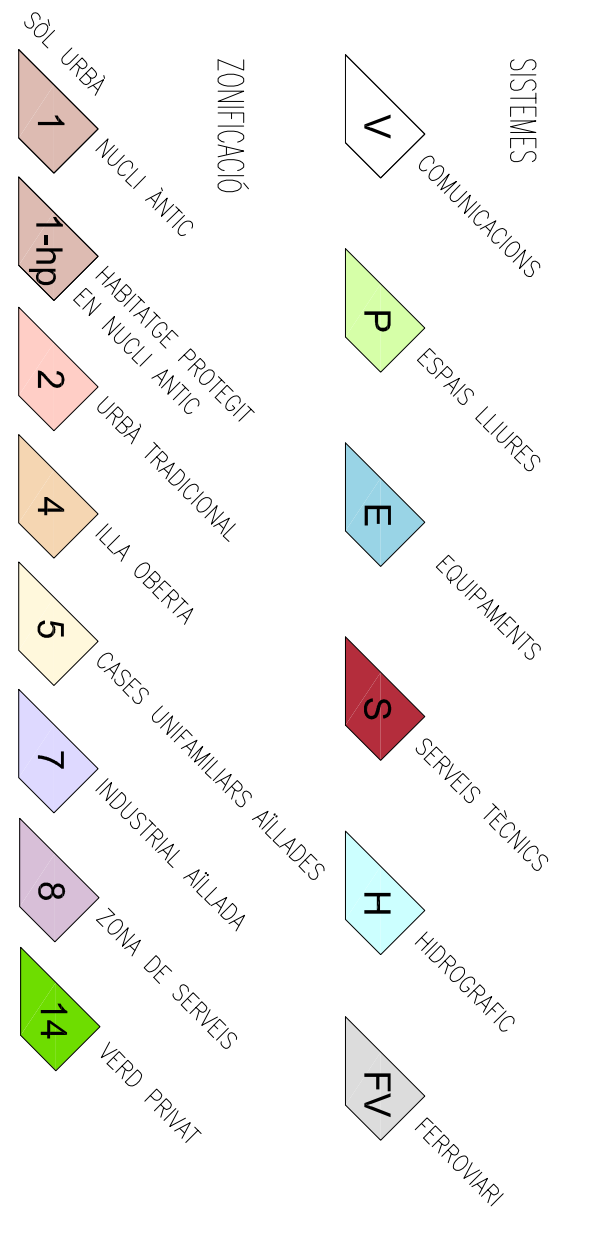 SISTEMES
V
COMUNICACIONS
P
ESPAIS LLIURES
E
EQUIPAMENTS
S
SERVEIS TÈCNICS
H
HIDROGRAFIC
FV
FERROVIARI
ZONIFICACIÓ
SÒL URBÀ
1
NUCLI ÀNTIC
1-hp
HABITATGE PROTEGIT
EN NUCLI ANTIC
2
URBÀ TRADICIONAL
4
ILLA OBERTA
5
CASES UNIFAMILIARS AÏLLADES
7
INDUSTRIAL AÏLLADA
8
ZONA DE SERVEIS
14
VERD PRIVAT